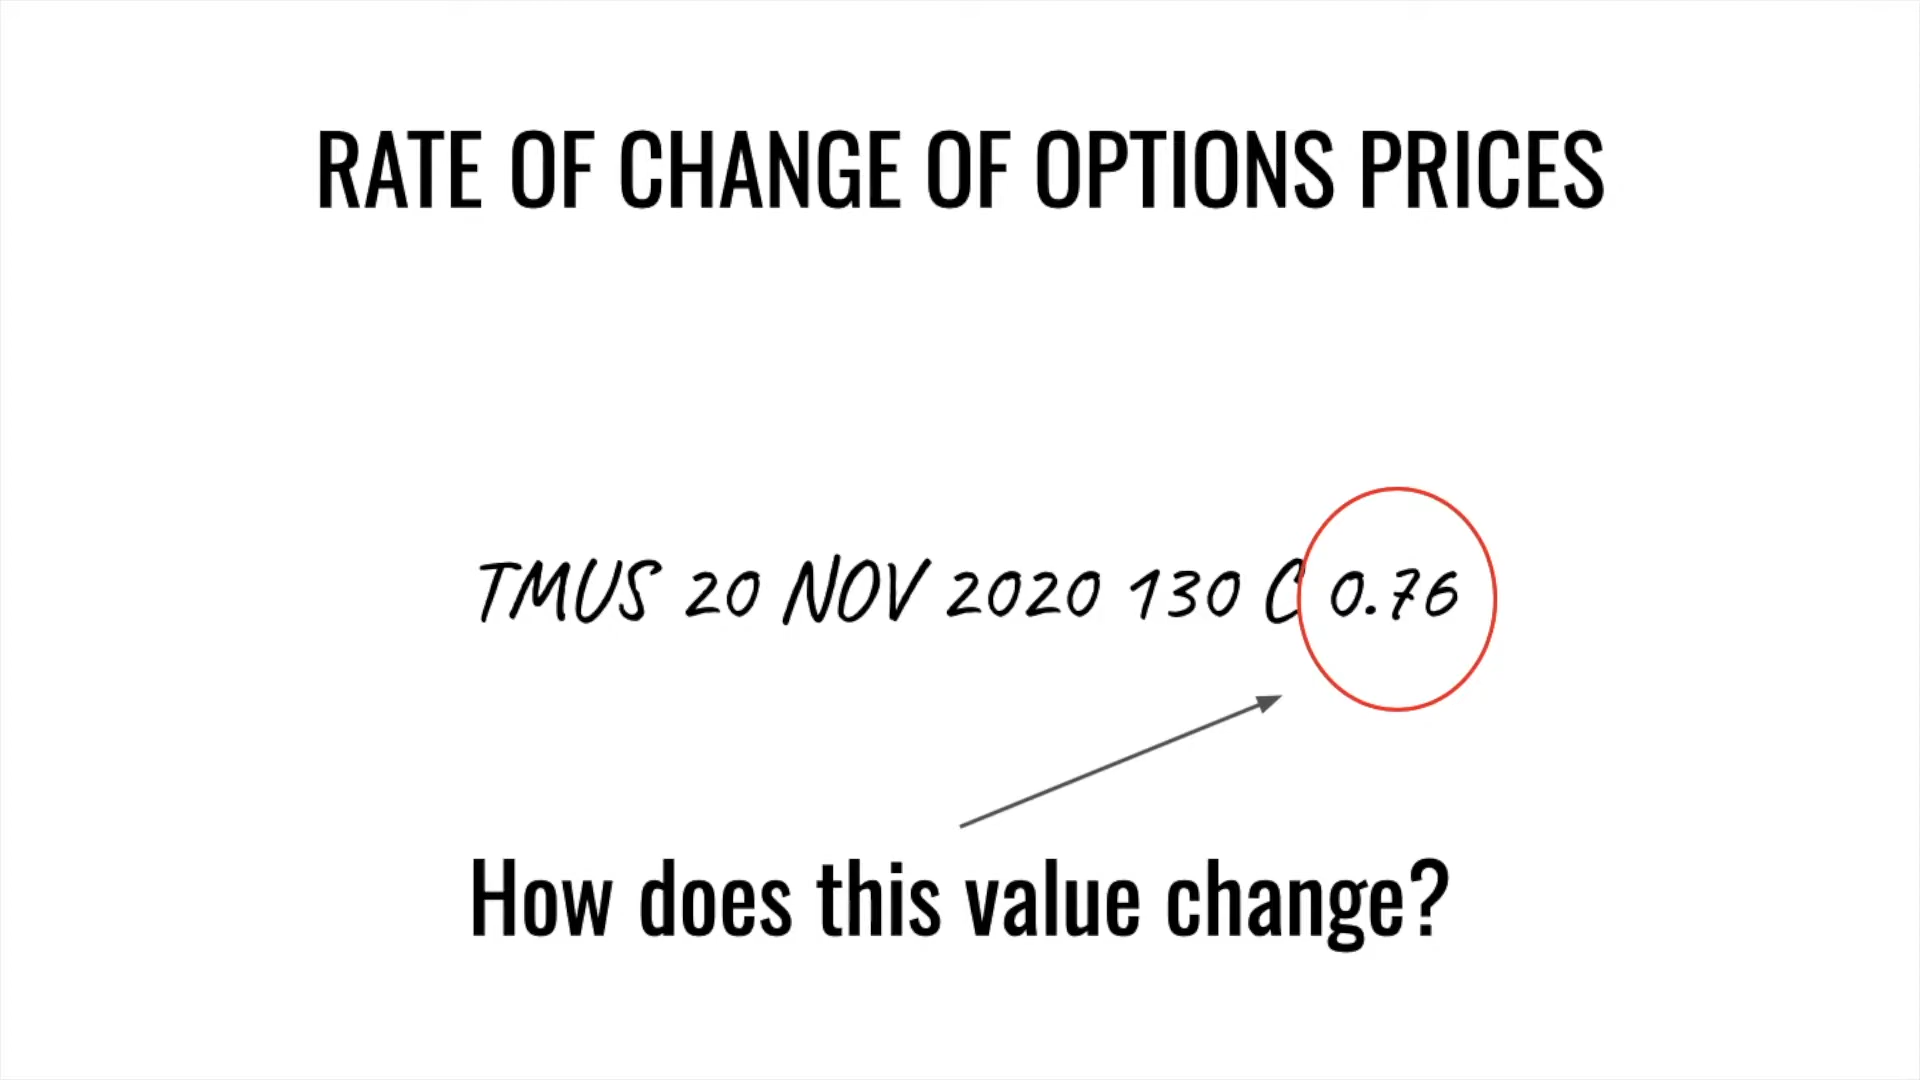 RATE OF CHANGE OF OPTIONS PRICES
TMUS 20 NOV 2020 130 C 0.76
How does this value change?